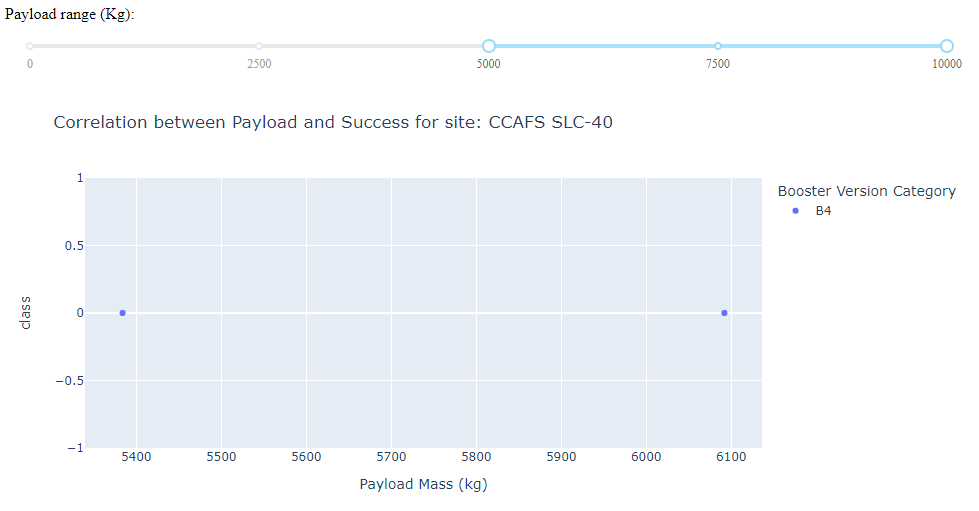 Payload range (Kg):
0 2500 5000 7500 10000
Correlation between Payload and Success for site: CCAFS SLC-40
1
0.5
0
−0.5
−1
class
5400 5500 5600 5700 5800 5900 6000 6100
Payload Mass (kg)
Booster Version Category
B4